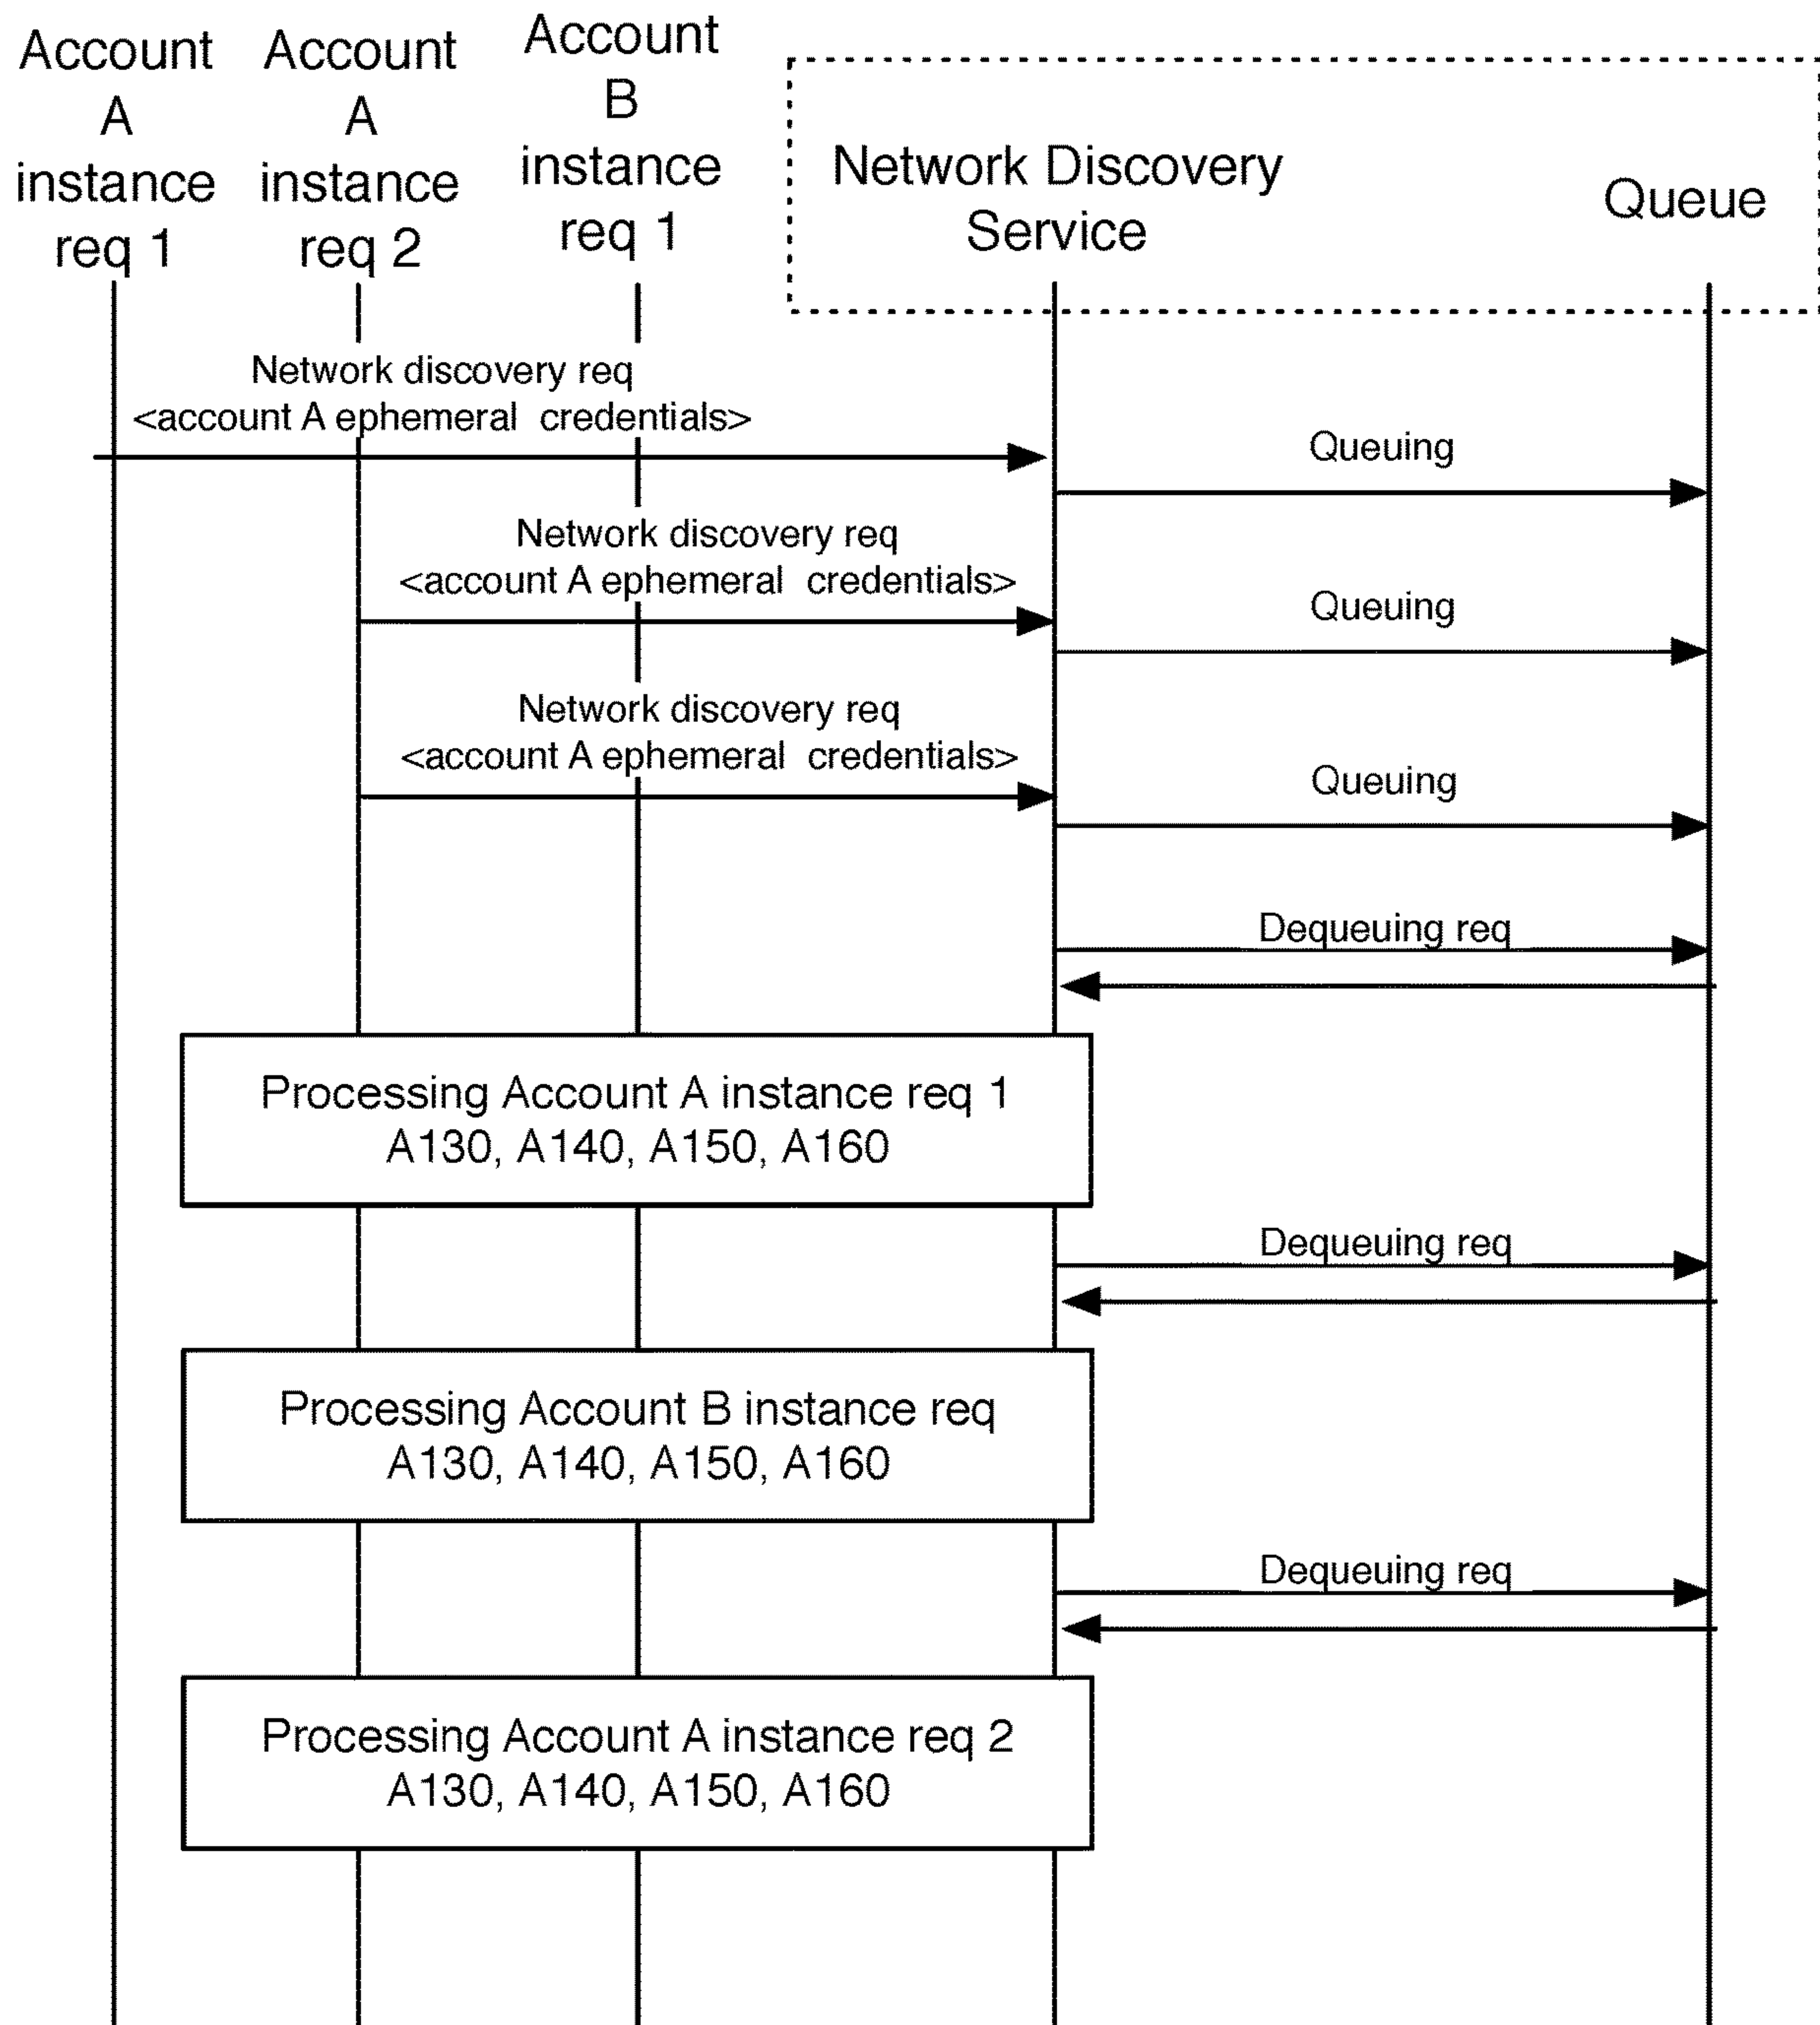 Account
A
instance
req 1
Account
A
instance
req 2
Account
B
instance
req 1
Network Discovery
Service
Queue
Network discovery req
<account A ephemeral credentials>
Queuing
Network discovery req
<account A ephemeral credentials>
Queuing
Network discovery req
<account A ephemeral credentials>
Queuing
Dequeuing req
Processing Account A instance req 1
A130, A140, A150, A160
Dequeuing req
Processing Account B instance req
A130, A140, A150, A160
Dequeuing req
Processing Account A instance req 2
A130, A140, A150, A160